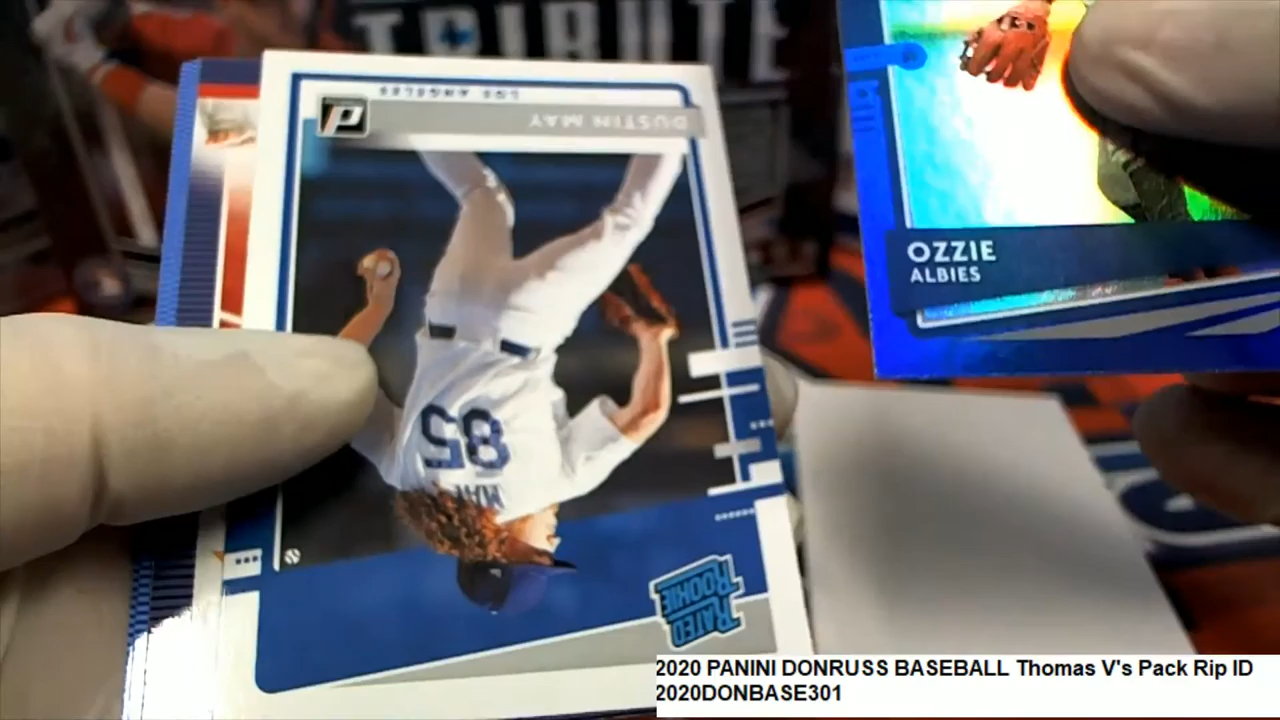 TRIBUTE
LOS ANGELES
DUSTIN MAY
P
85
MAY
RATED
ROOKIE
OZZIE
ALBIES
2020 PANINI DONRUSS BASEBALL Thomas V's Pack Rip ID
2020DONBASE301